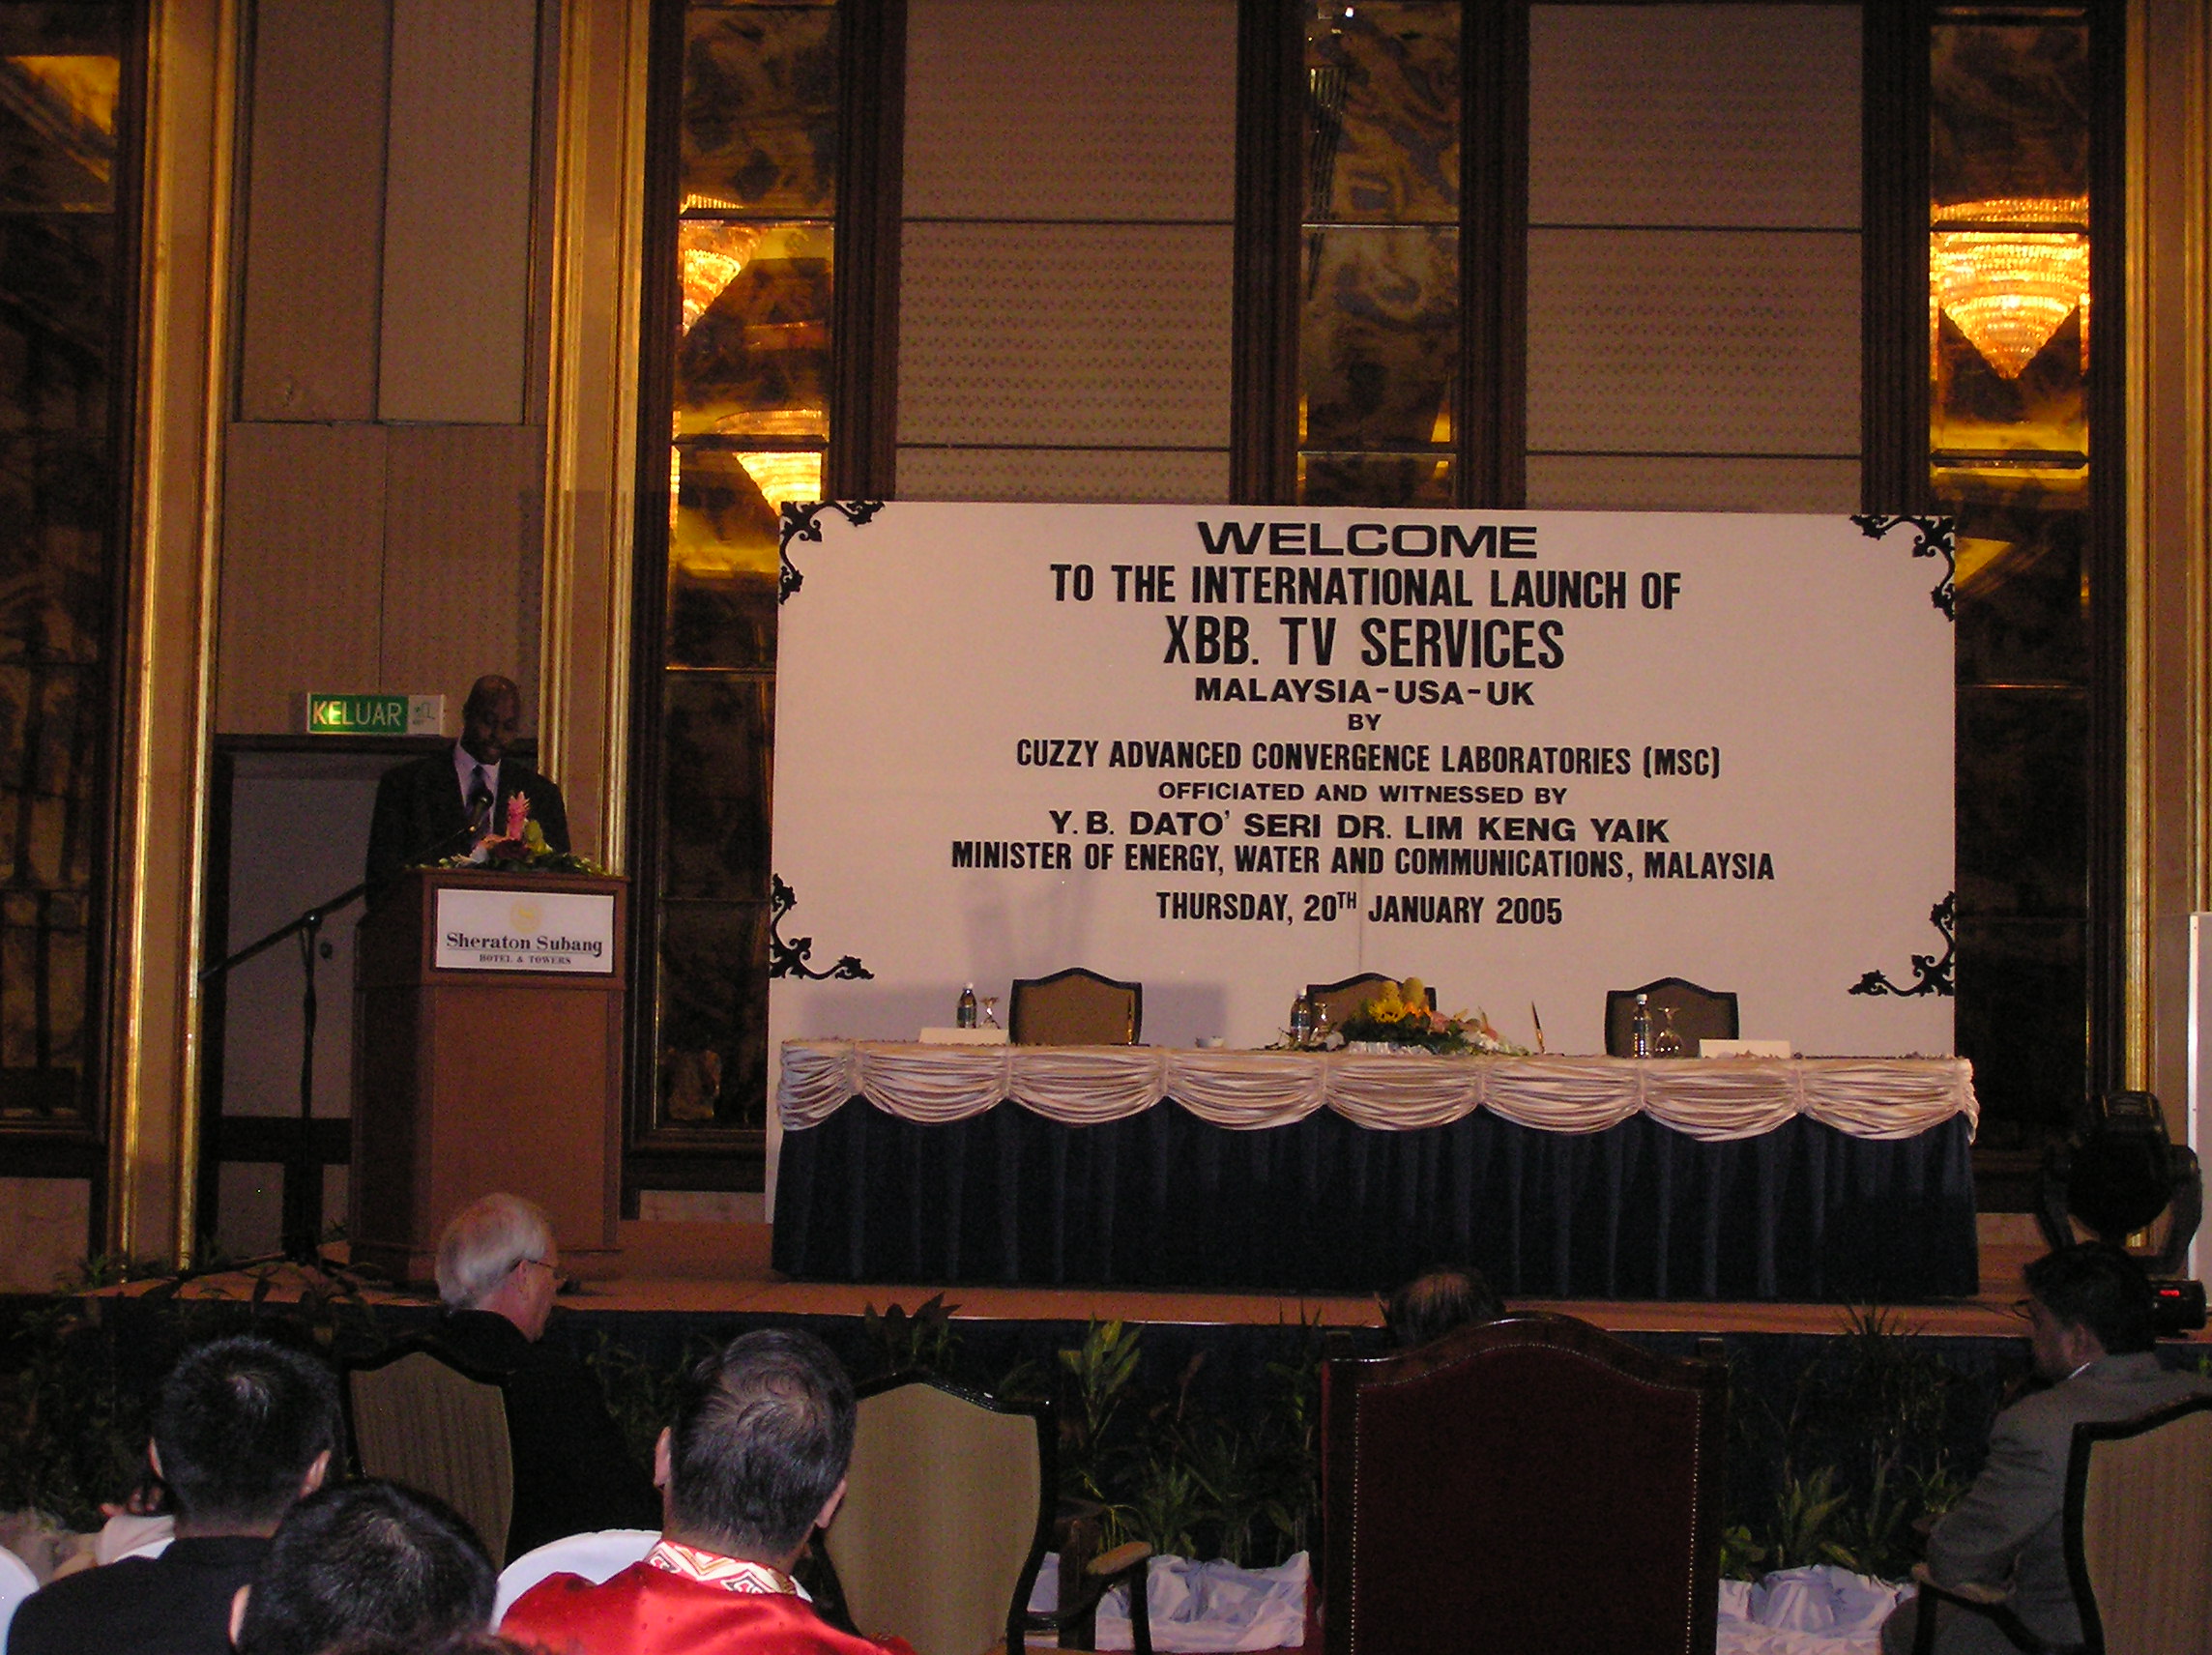 WELCOME
TO THE INTERNATIONAL LAUNCH OF
XBB. TV SERVICES
MALAYSIA-USA-UK
BY
CUZZY ADVANCED CONVERGENCE LABORATORIES (MSC)
OFFICIATED AND WITNESSED BY
Y.B. DATO' SERI DR. LIM KENG YAIK
MINISTER OF ENERGY, WATER AND COMMUNICATIONS, MALAYSIA
THURSDAY, 20TH JANUARY 2005
KELUAR
Sheraton Subang
HOTEL & TOWERS